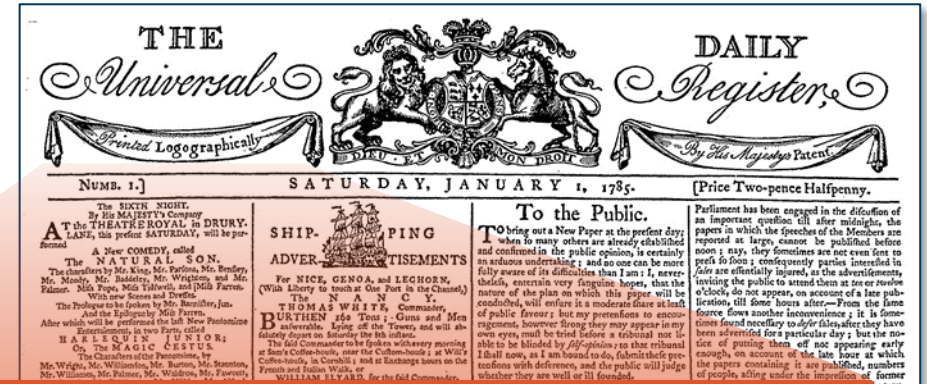 THE
DAILY
Universal
Register,
Printed Logographically
DIEU · ET MON DROIT
By His Majestys Patent.
NUMB. 1.]
SATURDAY, JANUARY 1, 1785.
[Price Two-pence Halfpenny.
The SIXTH NIGHT.
By His MAJESTY's Company
AT the THEATRE ROYAL in DRURY-
LANE, this present SATURDAY, will be per-
formed
A New COMEDY, called
The NATURAL SON.
The characters by Mr. King, Mr. Parsons, Mr. Bensley,
Mr. Moody, Mr. Baddeley, Mr. Wrighten, and Mr.
Palmer. Miss Pope, Miss Tidswell, and Miss Farren.
With new Scenes and Dresses.
The Prologue to be spoken by Mr. Bannister, Jun.
And the Epilogue by Miss Farren.
After which will be performed the last New Pantomime
Entertainment, in two Parts, called
HARLEQUIN JUNIOR;
Or, The MAGIC CESTUS.
The Characters of the Pantomime, by
Mr. Wright, Mr. Williamson, Mr. Burton, Mr. Staunton,
Mr. Williames, Mr. Palmer, Mr. Waldron, Mr. Fawcett,
SHIP- PING
ADVER- TISEMENTS
For NICE, GENOA, and LEGHORN,
(With Liberty to touch at One Port in the Channel,)
The NANCY,
THOMAS WHITE, Commander,
BURTHEN 160 Tons; Guns and Men
answerable. Lying off the Tower, and will ab-
solutely depart on Saturday the 8th instant.
The said Commander to be spoken with every morning
at Sam's Coffee-house, near the Custom-house; at Will's
Coffee-house, in Cornhill; and at Exchange hours on the
French and Italian Walk, or
WILLIAM ELYARD, for the said Commander,
To the Public.
TO bring out a New Paper at the present day;
when so many others are already established
and confirmed in the public opinion, is certainly
an arduous undertaking; and no one can be more
fully aware of its difficulties than I am: I, never-
theless, entertain very sanguine hopes, that the
nature of the plan on which this paper will be
conducted, will ensure it a moderate share at least
of public favour; but my pretensions to encou-
ragement, however strong they may appear in my
own eyes, must be tried before a tribunal not li-
able to be blinded by self-opinion; to that tribunal
I shall now, as I am bound to do, submit these pre-
tensions with deference, and the public will judge
whether they are well or ill founded.
Parliament has been engaged in the discussion of
an important question till after midnight, the
papers in which the speeches of the Members are
reported at large, cannot be published before
noon; nay, they sometimes are not even sent to
press so soon; consequently parties interested in
sales are essentially injured, as the advertisements,
inviting the public to attend them at ten or twelve
o'clock, do not appear, on account of a late pub-
lication, till some hours after.—From the same
source flows another inconvenience; it is some-
times found necessary to defer sales, after they have
been advertised for a particular day; but the no-
tice of putting them off not appearing early
enough, on account of the late hour at which
the papers containing it are published, numbers
of people, acting under the impression of former